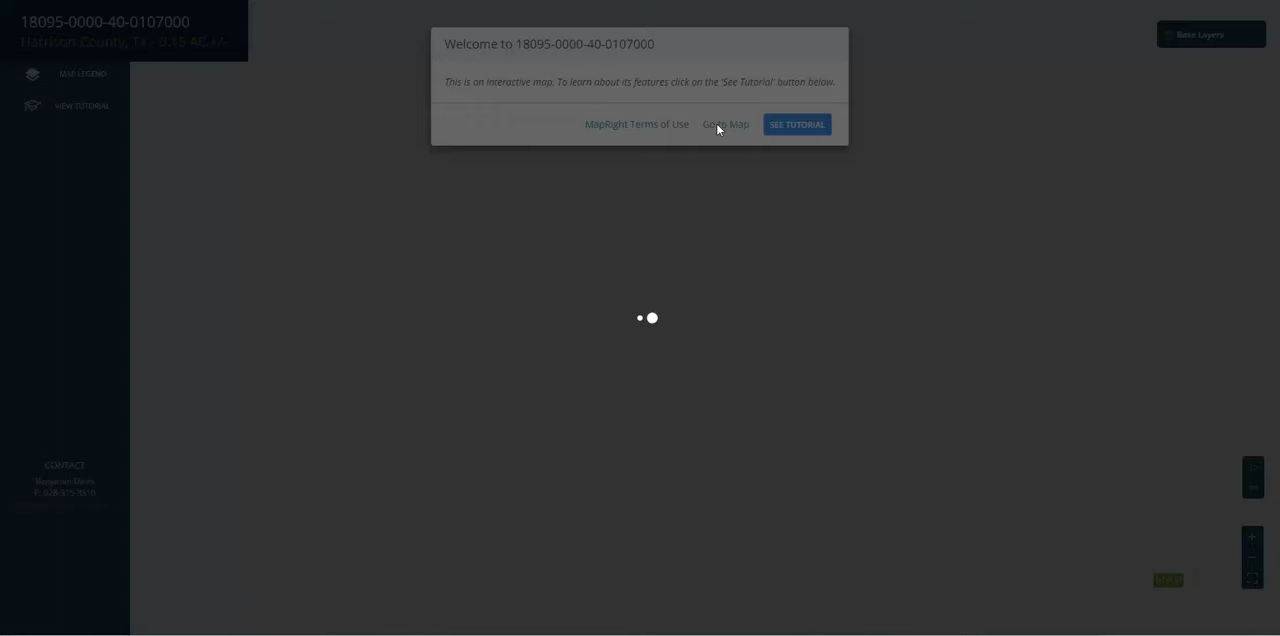 18095-0000-40-0107000
Harrison County, Tx - 0.15 AC +/-
MAP LEGEND
VIEW TUTORIAL
Welcome to 18095-0000-40-0107000
This is an interactive map. To learn about its features click on the 'See Tutorial' button below.
MapRight Terms of Use
Go to Map
SEE TUTORIAL
Base Layers
CONTACT